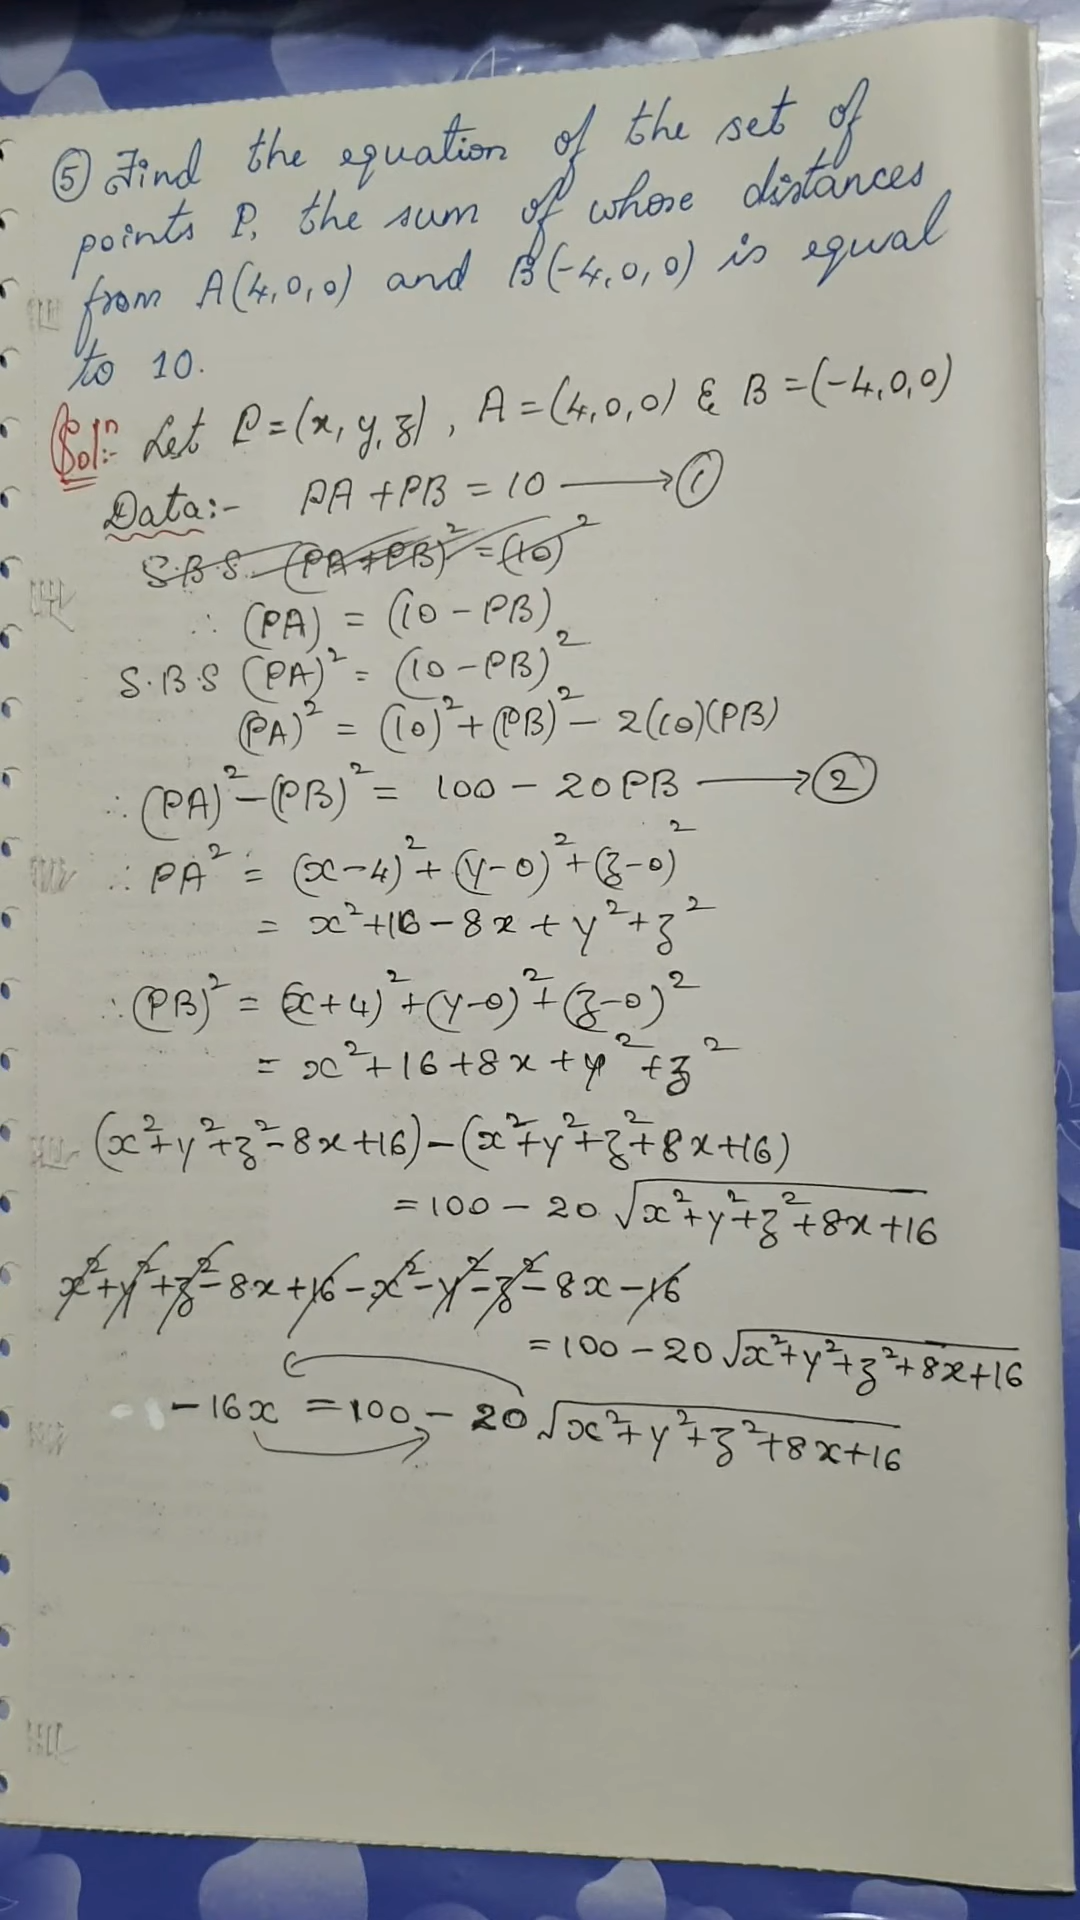 ⑤ Find the equation of the set of
points P, the sum of whose distances
from A(4,0,0) and B(-4,0,0) is equal
to 10.
Solⁿ:- Let P=(x,y,z), A=(4,0,0) & B=(-4,0,0)
Data:- PA+PB=10 ⟶ ①
S.B.S. (PA+PB)²=(10)²
∴ (PA) = (10-PB)
S.B.S (PA)² = (10-PB)²
(PA)² = (10)²+(PB)²-2(10)(PB)
∴ (PA)²-(PB)² = 100-20PB ⟶ ②
∴ PA² = (x-4)²+(y-0)²+(z-0)²
= x²+16-8x+y²+z²
∴ (PB)² = (x+4)²+(y-0)²+(z-0)²
= x²+16+8x+y²+z²
(x²+y²+z²-8x+16)-(x²+y²+z²+8x+16)
=100-20√x²+y²+z²+8x+16
x²+y²+z²-8x+16-x²-y²-z²-8x-16
=100-20√x²+y²+z²+8x+16
-16x =100-20√x²+y²+z²+8x+16